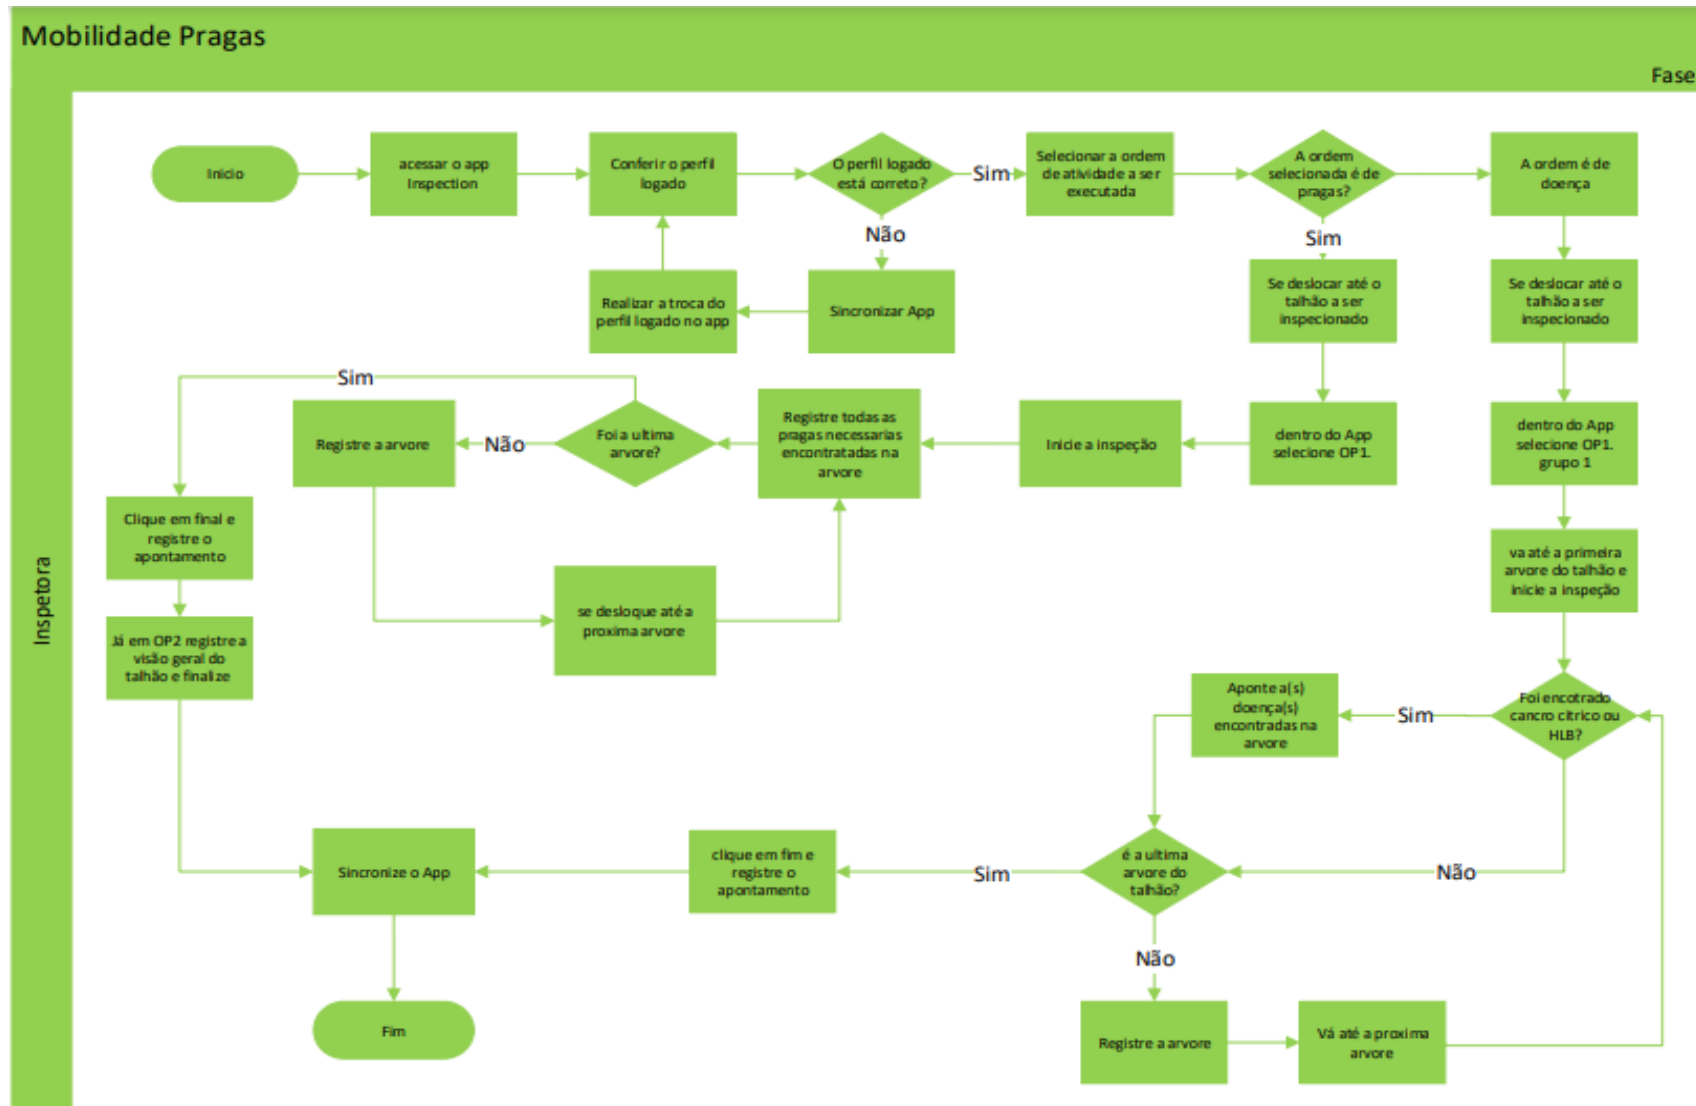 Mobilidade Pragas
Fase
Inspetora
Inicio
acessar o app
Inspection
Conferir o perfil
logado
O perfil logado
está correto?
Sim
Selecionar a ordem
de atividade a ser
executada
A ordem
selecionada é de
pragas?
A ordem é de
doença
Não
Sim
Realizar a troca do
perfil logado no app
Sincronizar App
Se deslocar até o
talhão a ser
inspecionado
Se deslocar até o
talhão a ser
inspecionado
Sim
Registre a arvore
Não
Foi a ultima
arvore?
Registre todas as
pragas necessarias
encontratadas na
arvore
Inicie a inspeção
dentro do App
selecione OP1.
dentro do App
selecione OP1.
grupo 1
Clique em final e
registre o
apontamento
va até a primeira
arvore do talhão e
inicie a inspeção
se desloque até a
proxima arvore
Já em OP2 registre a
visão geral do
talhão e finalize
Aponte a(s)
doença(s)
encontradas na
arvore
Sim
Foi encotrado
cancro cítrico ou
HLB?
Sincronize o App
clique em fim e
registre o
apontamento
Sim
é a ultima
arvore do
talhão?
Não
Não
Fim
Registre a arvore
Vá até a proxima
arvore